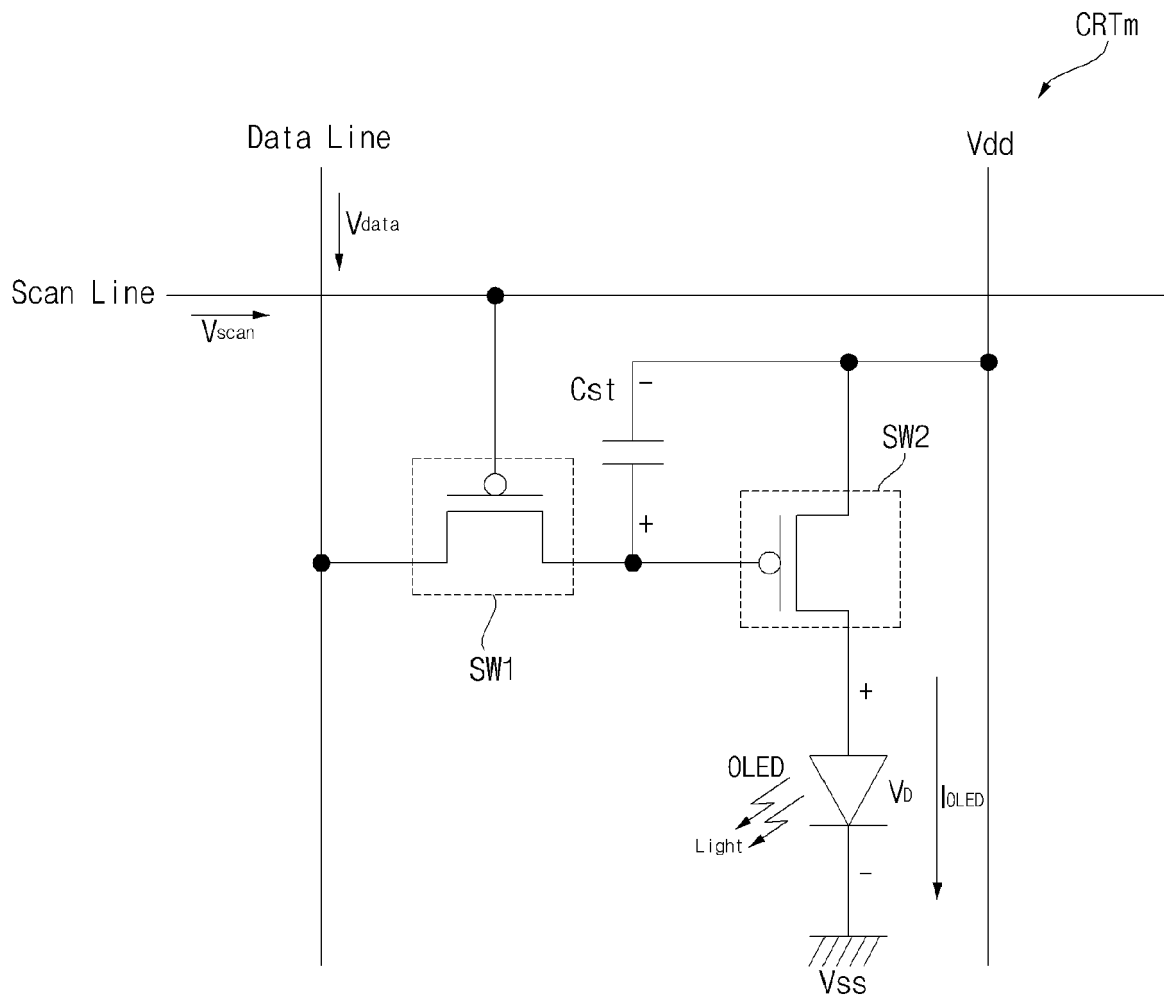 CRTm
Data Line
Vdd
Vdata
Scan Line
Vscan
Cst
-
SW2
+
SW1
+
OLED
VD
IOLED
Light
-
Vss